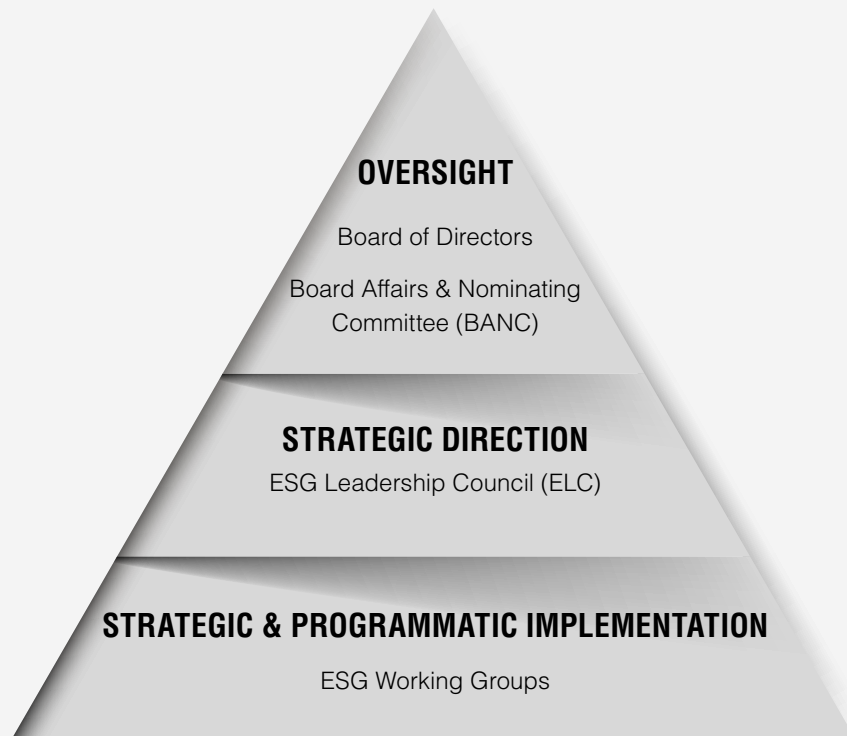 OVERSIGHT
Board of Directors
Board Affairs & Nominating
Committee (BANC)
STRATEGIC DIRECTION
ESG Leadership Council (ELC)
STRATEGIC & PROGRAMMATIC IMPLEMENTATION
ESG Working Groups